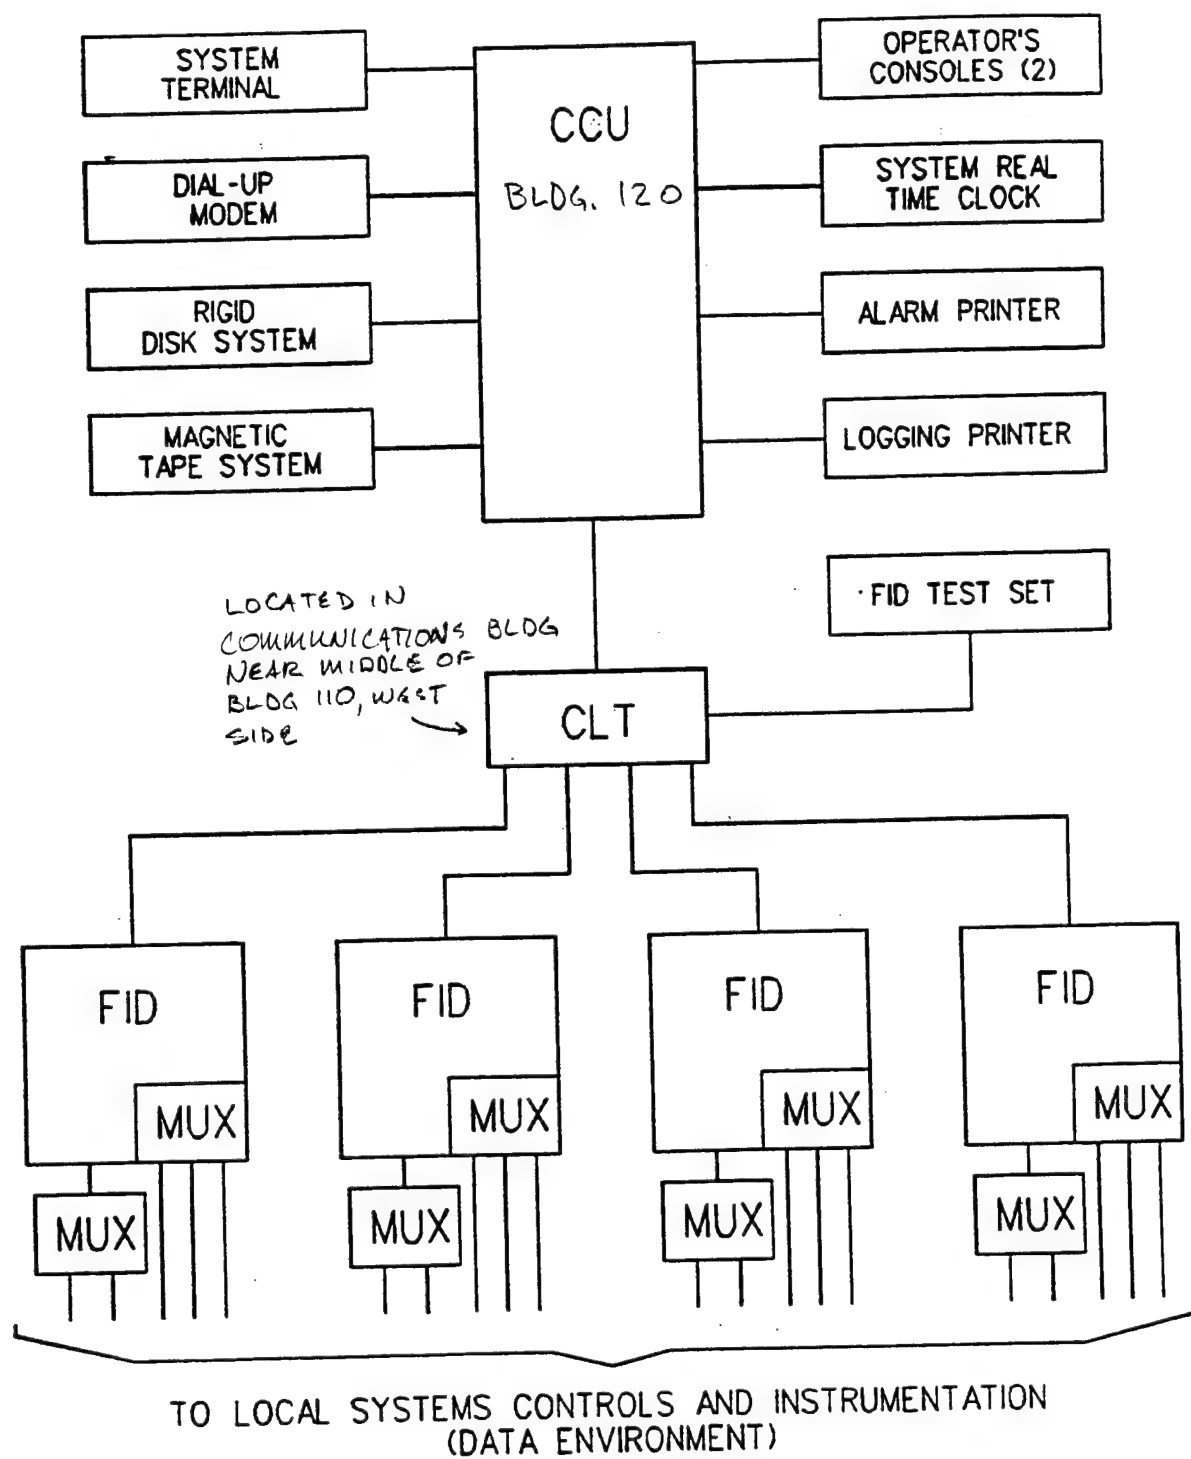 SYSTEM
TERMINAL
OPERATOR'S
CONSOLES (2)
CCU
BLDG. 120
DIAL-UP
MODEM
SYSTEM REAL
TIME CLOCK
RIGID
DISK SYSTEM
ALARM PRINTER
MAGNETIC
TAPE SYSTEM
LOGGING PRINTER
LOCATED IN
COMMUNICATIONS BLDG
NEAR MIDDLE OF
BLDG 110, WEST
SIDE
FID TEST SET
CLT
FID
MUX
MUX
FID
MUX
MUX
FID
MUX
MUX
FID
MUX
MUX
TO LOCAL SYSTEMS CONTROLS AND INSTRUMENTATION
(DATA ENVIRONMENT)